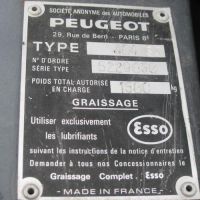 SOCIÉTÉ ANONYME DES AUTOMOBILES
PEUGEOT
29, Rue de Berri - PARIS 8ᵉ
TYPE
N° D'ORDRE
SÉRIE TYPE
POIDS TOTAL AUTORISÉ
EN CHARGE kg
GRAISSAGE
Utiliser exclusivement
les lubrifiants
Esso
suivant les instructions de la notice d'entretien
Demander à tous nos Concessionnaires le
Graissage Complet Esso
MADE IN FRANCE